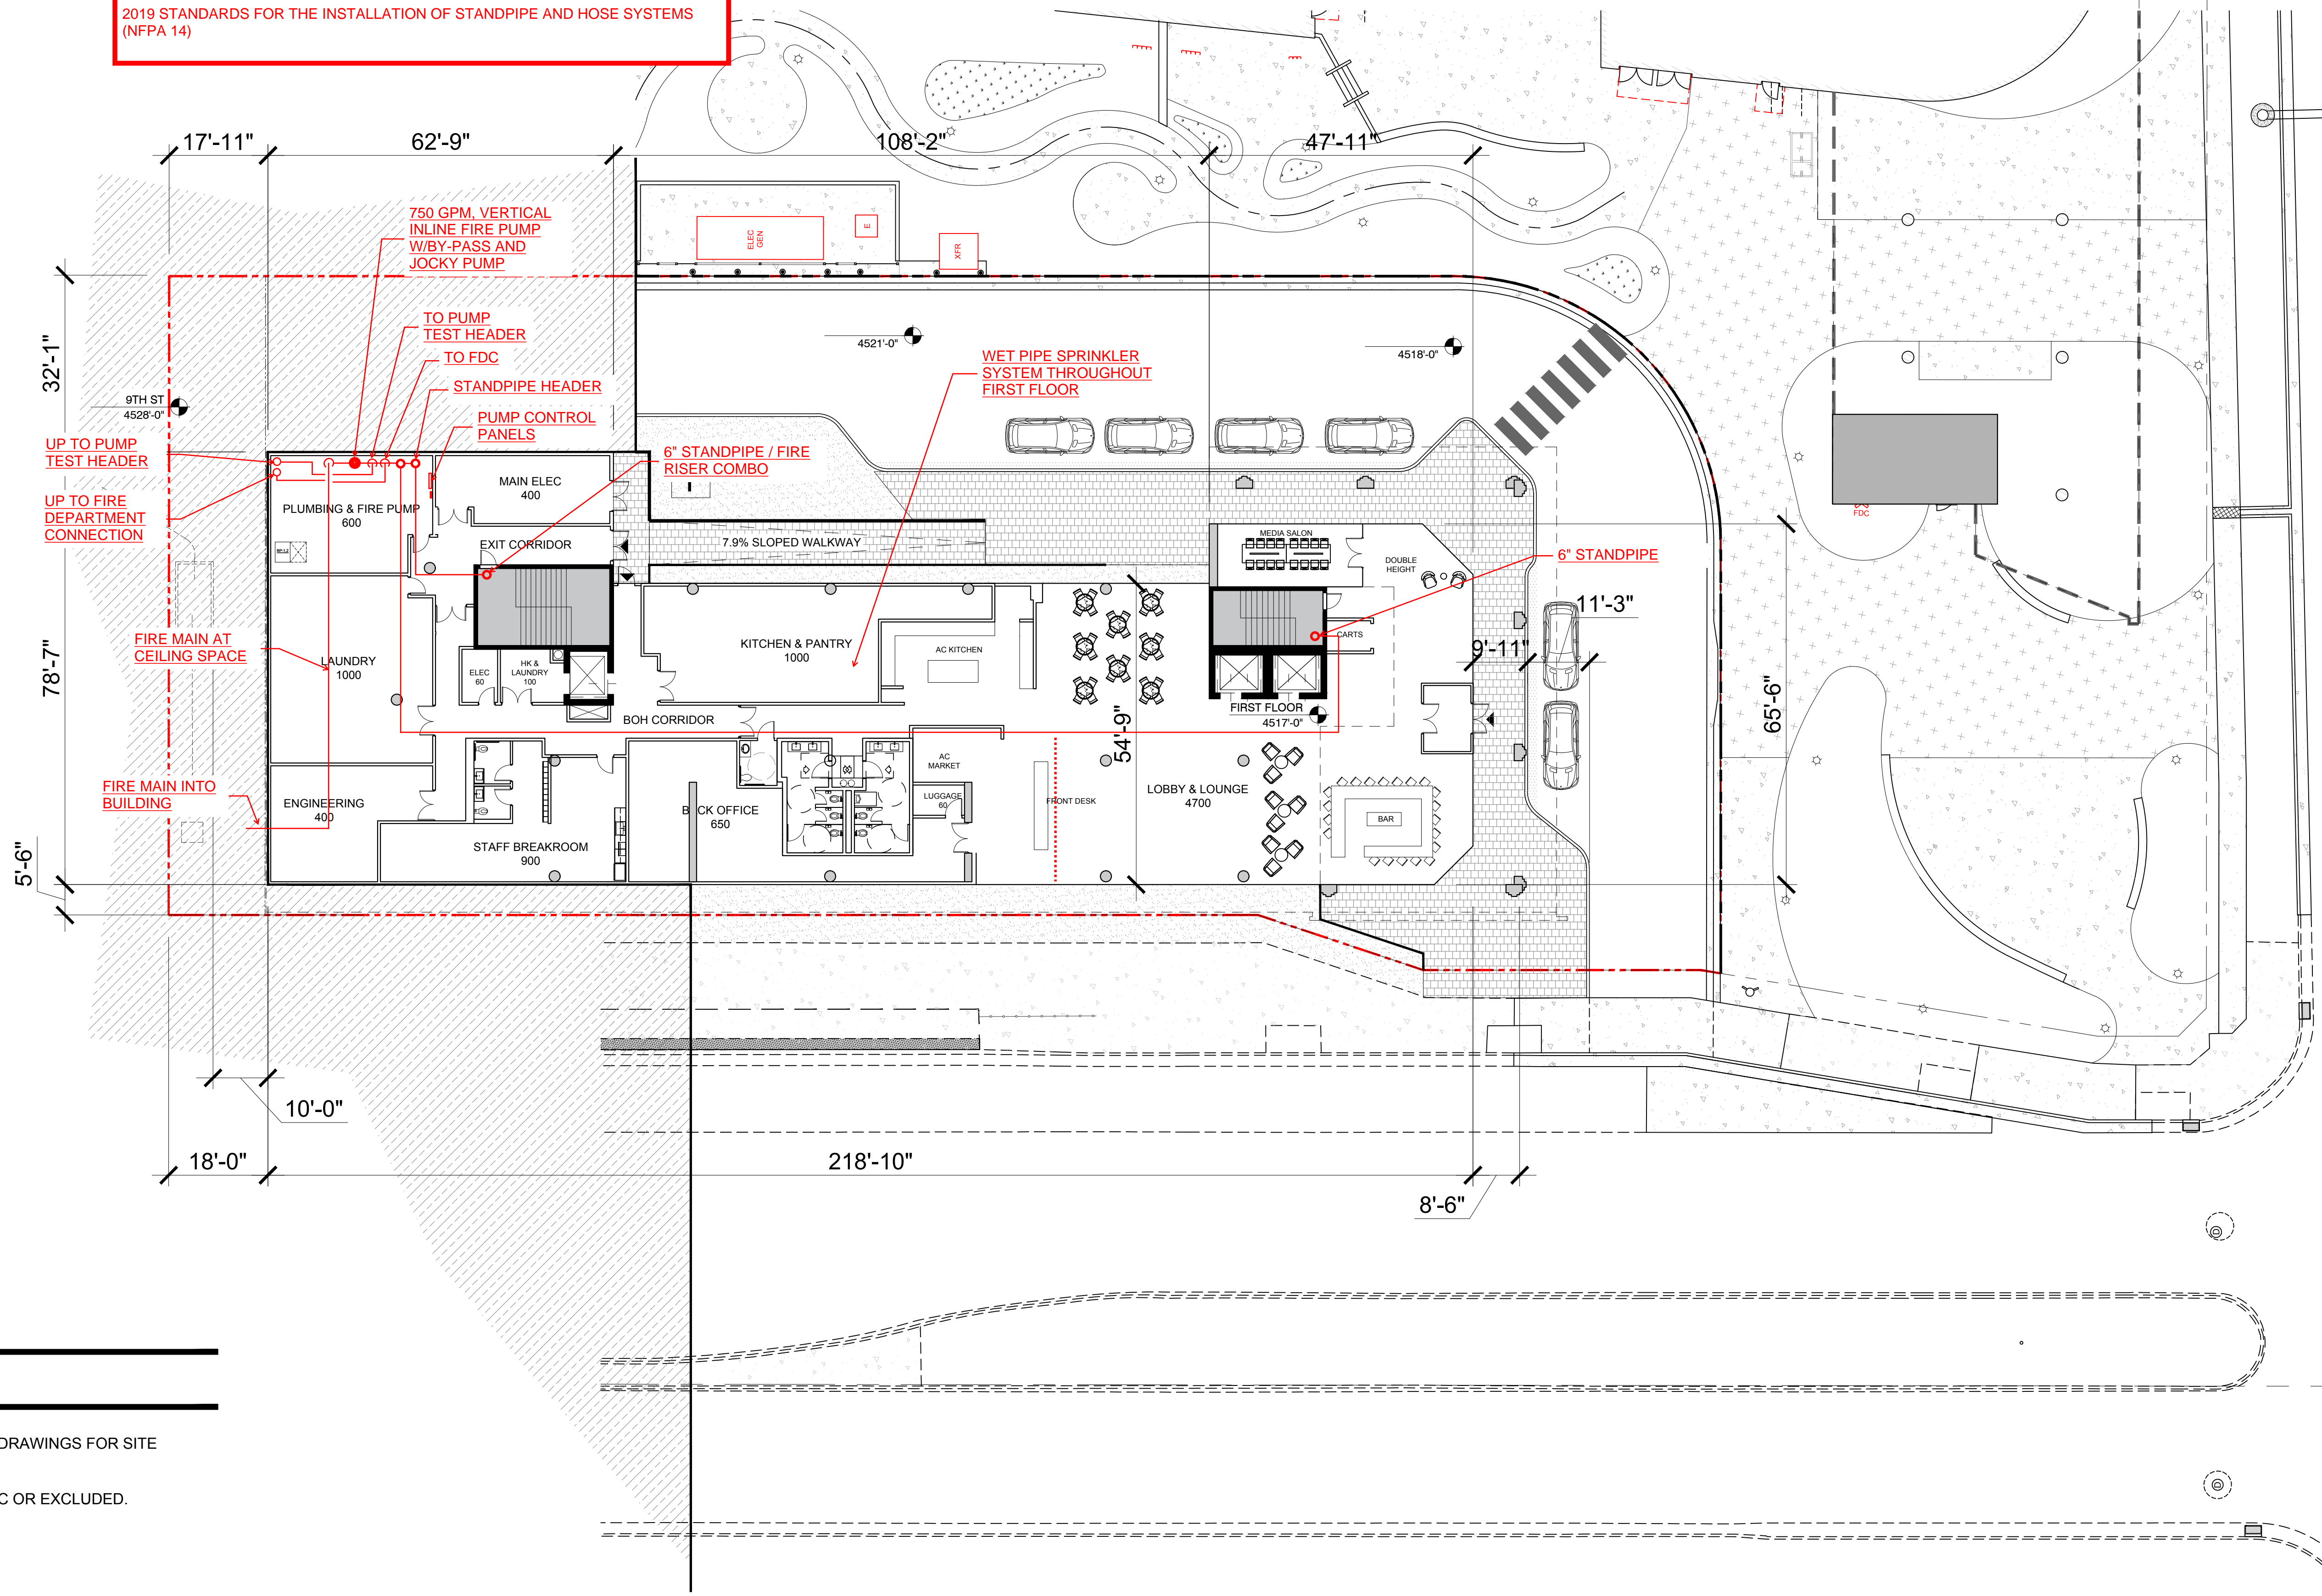 2019 STANDARDS FOR THE INSTALLATION OF STANDPIPE AND HOSE SYSTEMS
(NFPA 14)
17'-11"
62'-9"
108'-2"
47'-11"
750 GPM, VERTICAL
INLINE FIRE PUMP
W/BY-PASS AND
JOCKY PUMP
ELEC
GEN
E
XFR
TO PUMP
TEST HEADER
TO FDC
STANDPIPE HEADER
PUMP CONTROL
PANELS
4521'-0"
4518'-0"
WET PIPE SPRINKLER
SYSTEM THROUGHOUT
FIRST FLOOR
32'-1"
9TH ST
4528'-0"
UP TO PUMP
TEST HEADER
6" STANDPIPE / FIRE
RISER COMBO
UP TO FIRE
DEPARTMENT
CONNECTION
MAIN ELEC
400
PLUMBING & FIRE PUMP
600
BP-1,2
EXIT CORRIDOR
7.9% SLOPED WALKWAY
MEDIA SALON
DOUBLE
HEIGHT
6" STANDPIPE
FDC
11'-3"
9'-11"
CARTS
FIRE MAIN AT
CEILING SPACE
78'-7"
LAUNDRY
1000
ELEC
60
HK &
LAUNDRY
100
KITCHEN & PANTRY
1000
AC KITCHEN
BOH CORRIDOR
FIRST FLOOR
4517'-0"
54'-9"
65'-6"
FIRE MAIN INTO
BUILDING
ENGINEERING
400
STAFF BREAKROOM
900
BACK OFFICE
650
AC
MARKET
LUGGAGE
60
FRONT DESK
LOBBY & LOUNGE
4700
BAR
5'-6"
10'-0"
18'-0"
218'-10"
8'-6"
DRAWINGS FOR SITE
C OR EXCLUDED.